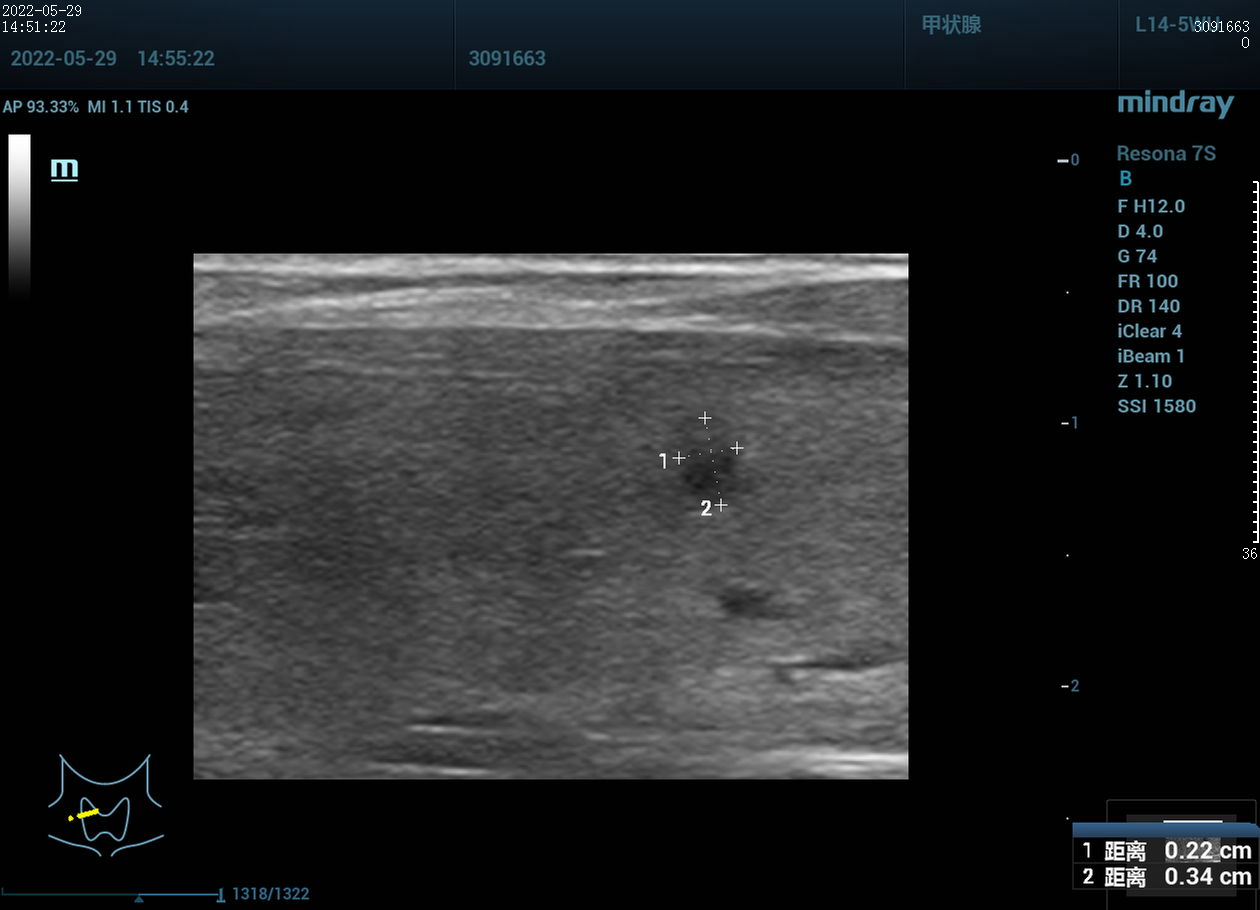 2022-05-29
14:51:22
2022-05-29 14:55:22
3091663
甲状腺
L14-5WU
3091663
0
AP 93.33% MI 1.1 TIS 0.4
mindray
m
Resona 7S
B
F H12.0
D 4.0
G 74
FR 100
DR 140
iClear 4
iBeam 1
Z 1.10
SSI 1580
0
1
2
1
2
36
1 距离 0.22 cm
2 距离 0.34 cm
1318/1322